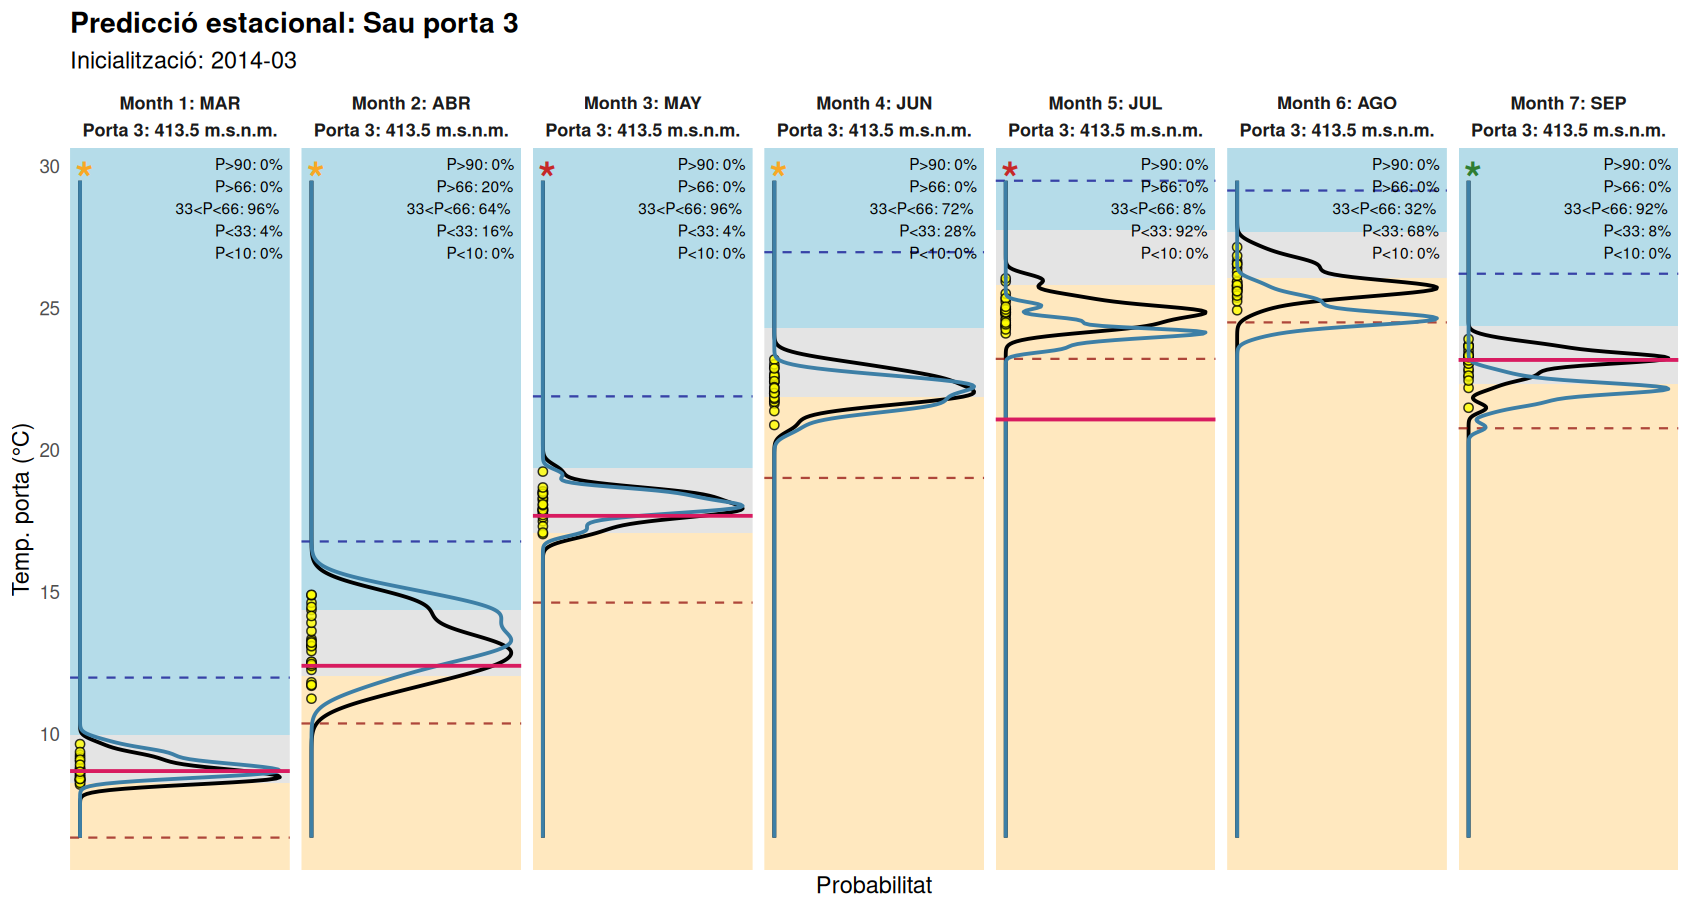 Predicció estacional: Sau porta 3
Inicialització: 2014-03
Month 1: MAR
Porta 3: 413.5 m.s.n.m.
Month 2: ABR
Porta 3: 413.5 m.s.n.m.
Month 3: MAY
Porta 3: 413.5 m.s.n.m.
Month 4: JUN
Porta 3: 413.5 m.s.n.m.
Month 5: JUL
Porta 3: 413.5 m.s.n.m.
Month 6: AGO
Porta 3: 413.5 m.s.n.m.
Month 7: SEP
Porta 3: 413.5 m.s.n.m.
Temp. porta (°C)
30
25
20
15
10
*
P>90: 0%
P>66: 0%
33<P<66: 96%
P<33: 4%
P<10: 0%
*
P>90: 0%
P>66: 20%
33<P<66: 64%
P<33: 16%
P<10: 0%
*
P>90: 0%
P>66: 0%
33<P<66: 96%
P<33: 4%
P<10: 0%
*
P>90: 0%
P>66: 0%
33<P<66: 72%
P<33: 28%
P<10: 0%
*
P>90: 0%
P>66: 0%
33<P<66: 8%
P<33: 92%
P<10: 0%
P>90: 0%
P>66: 0%
33<P<66: 32%
P<33: 68%
P<10: 0%
*
P>90: 0%
P>66: 0%
33<P<66: 92%
P<33: 8%
P<10: 0%
Probabilitat